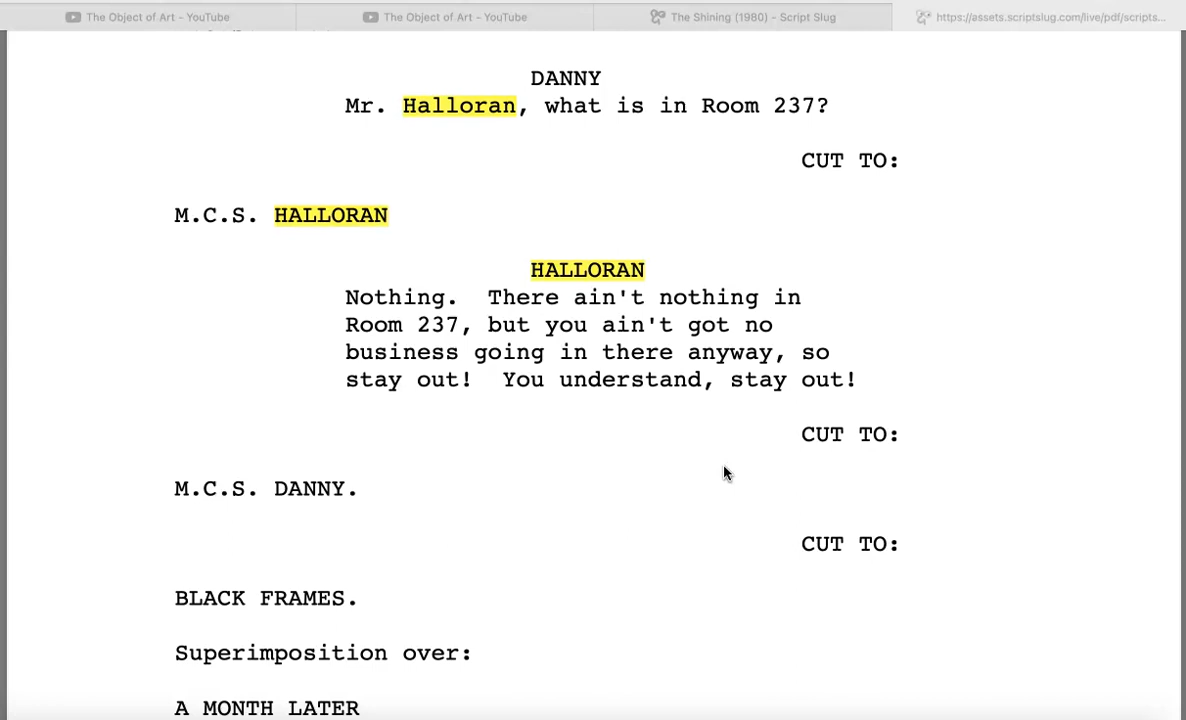 The Object of Art - YouTube
The Object of Art - YouTube
The Shining (1980) - Script Slug
https://assets.scriptslug.com/live/pdf/scripts...
DANNY
Mr. Halloran, what is in Room 237?
CUT TO:
M.C.S. HALLORAN
HALLORAN
Nothing. There ain't nothing in
Room 237, but you ain't got no
business going in there anyway, so
stay out! You understand, stay out!
CUT TO:
M.C.S. DANNY.
CUT TO:
BLACK FRAMES.
Superimposition over:
A MONTH LATER